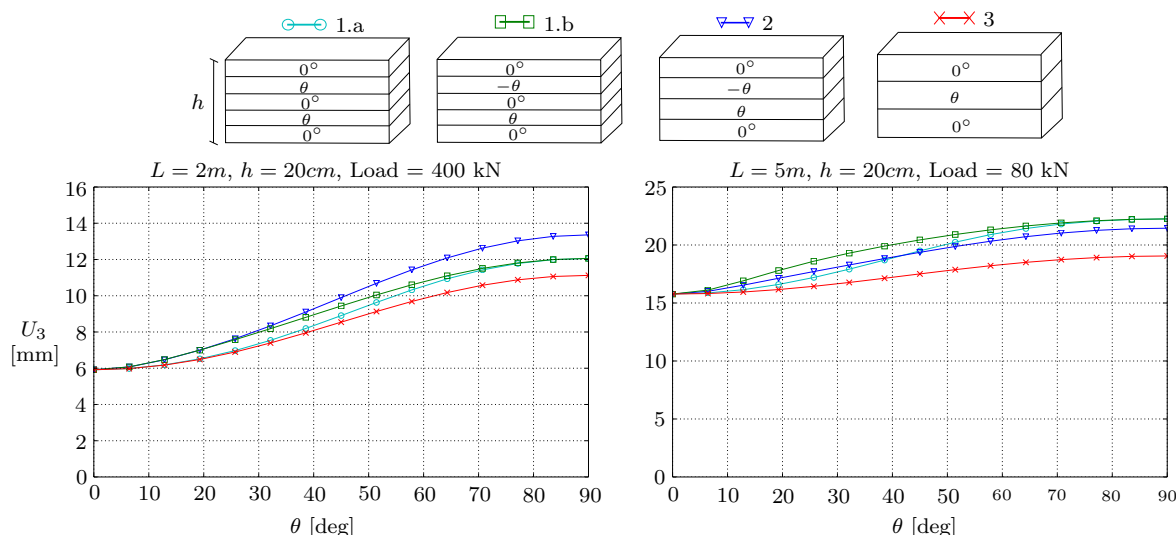 1.a 1.b 2 3
0° 0° 0° 0°
θ −θ −θ θ
0° 0° θ 0°
θ θ 0°
0° 0°
h
L = 2m, h = 20cm, Load = 400 kN
16
14
12
10
8
6
4
2
0
U3
[mm]
0 10 20 30 40 50 60 70 80 90
θ [deg]
L = 5m, h = 20cm, Load = 80 kN
25
20
15
10
5
0
0 10 20 30 40 50 60 70 80 90
θ [deg]